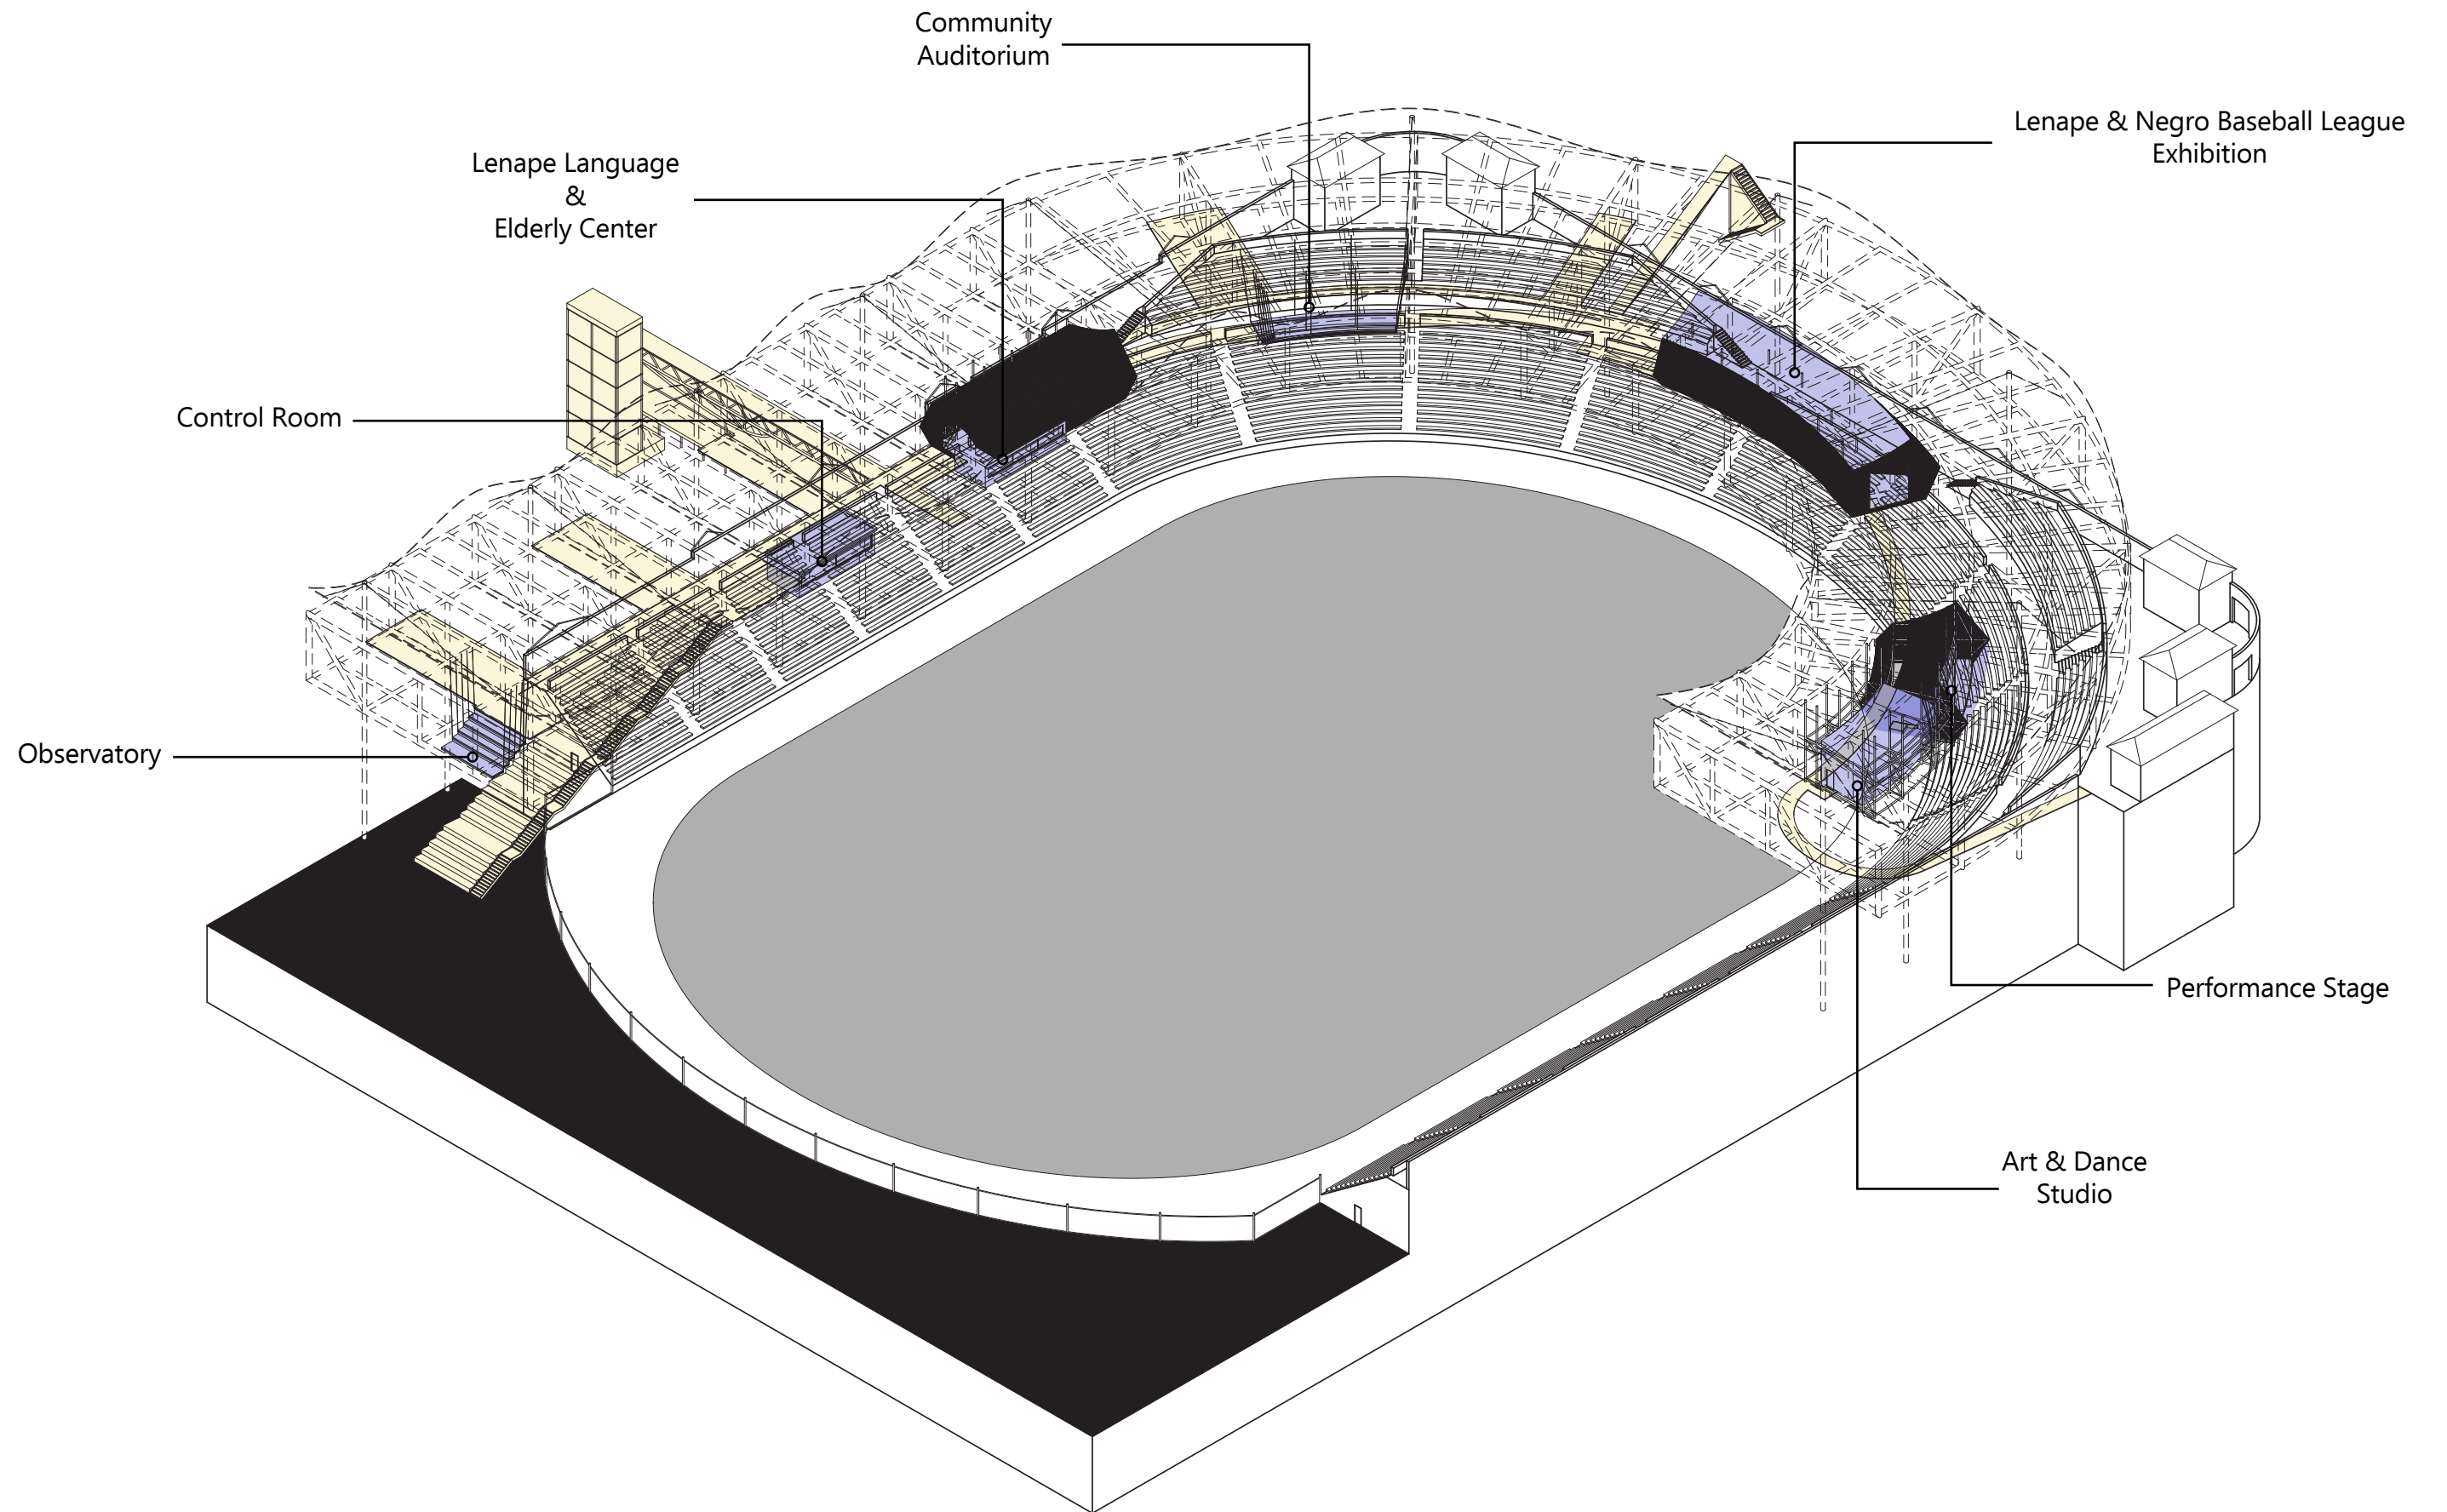 Community
Auditorium
Lenape & Negro Baseball League
Exhibition
Lenape Language
&
Elderly Center
Control Room
Observatory
Performance Stage
Art & Dance
Studio